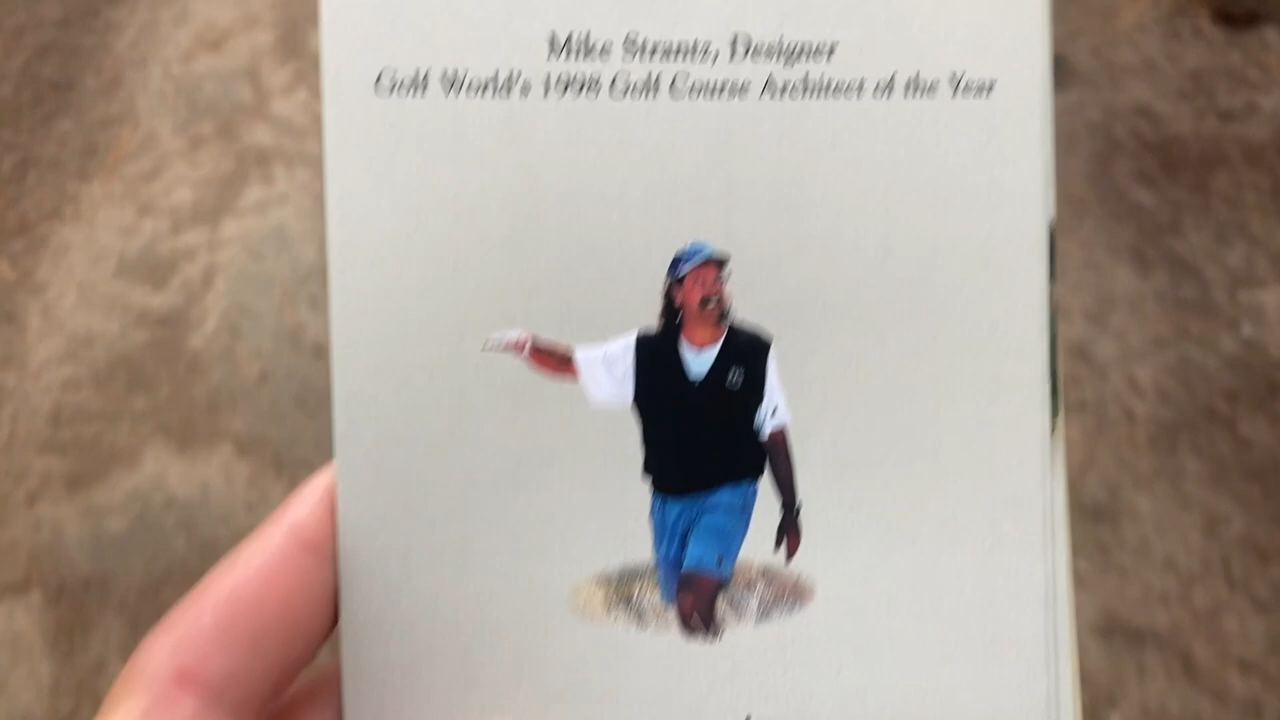 Mike Strantz, Designer
Golf World's 1998 Golf Course Architect of the Year